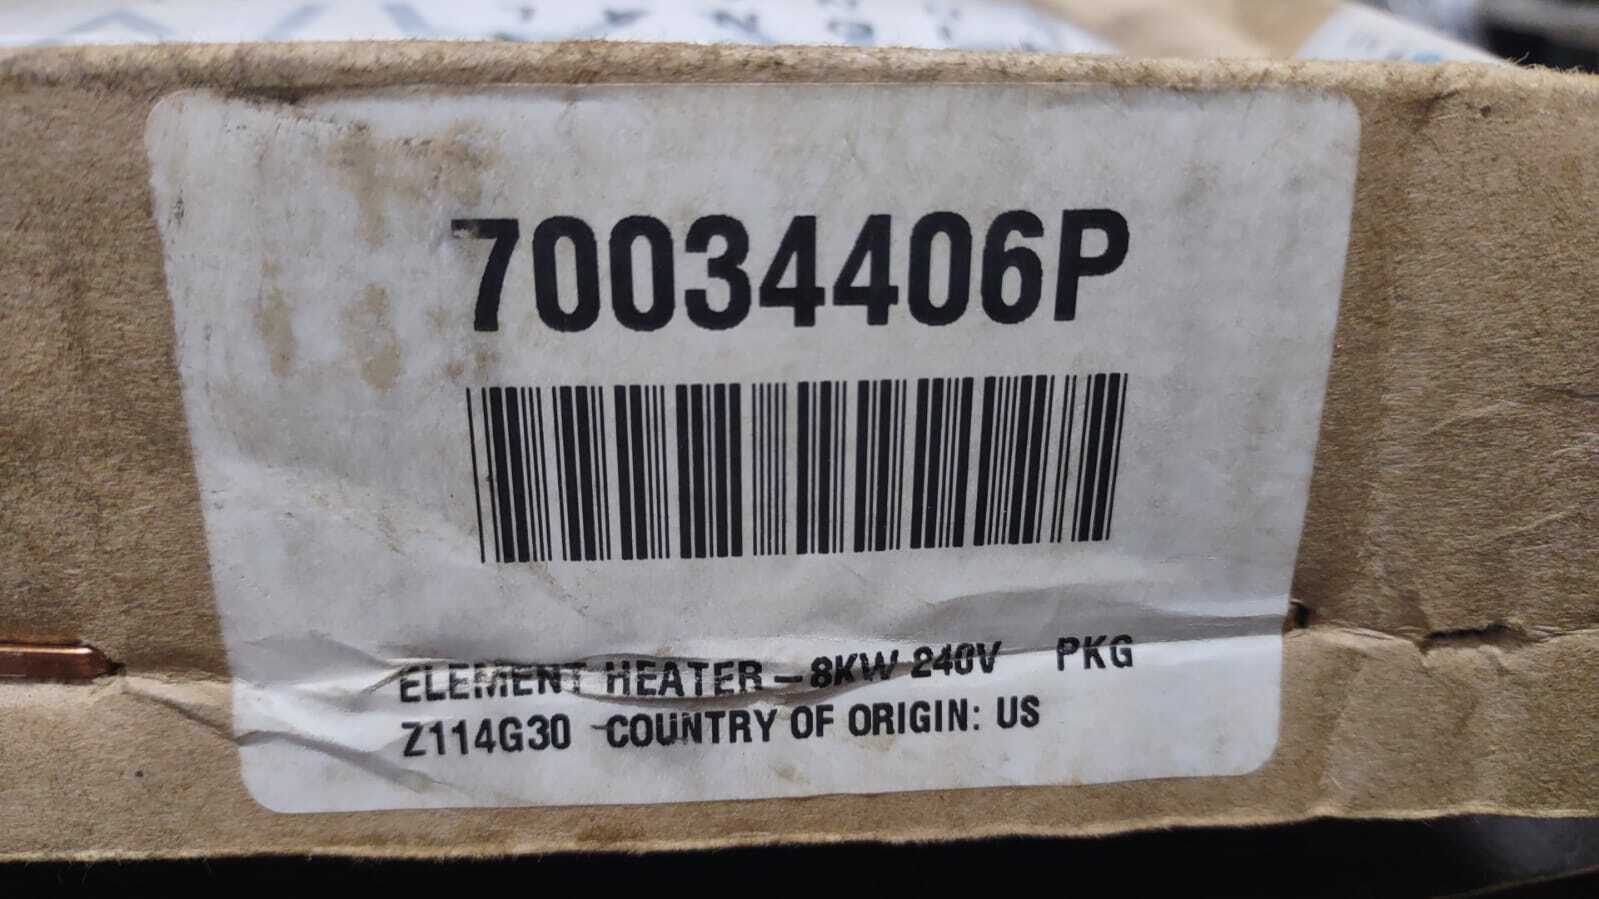 70034406P
ELEMENT HEATER-8KW 240V PKG
Z114G30 COUNTRY OF ORIGIN: US